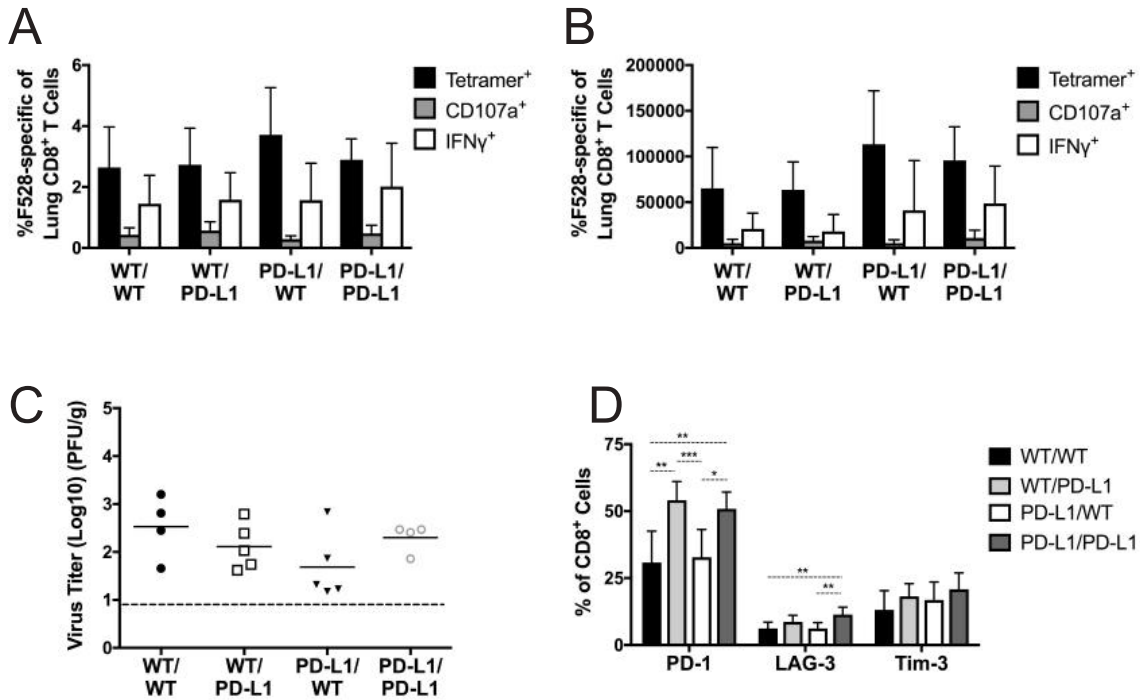 A
%F528-specific of
Lung CD8+ T Cells
6
4
2
0
WT/
WT
WT/
PD-L1
PD-L1/
WT
PD-L1/
PD-L1
Tetramer+
CD107a+
IFNγ+
B
%F528-specific of
Lung CD8+ T Cells
200000
150000
100000
50000
0
WT/
WT
WT/
PD-L1
PD-L1/
WT
PD-L1/
PD-L1
Tetramer+
CD107a+
IFNγ+
C
Virus Titer (Log10) (PFU/g)
5
4
3
2
1
0
WT/
WT
WT/
PD-L1
PD-L1/
WT
PD-L1/
PD-L1
D
% of CD8+ Cells
75
50
25
0
**
** ***
*
**
**
PD-1 LAG-3 Tim-3
WT/WT
WT/PD-L1
PD-L1/WT
PD-L1/PD-L1